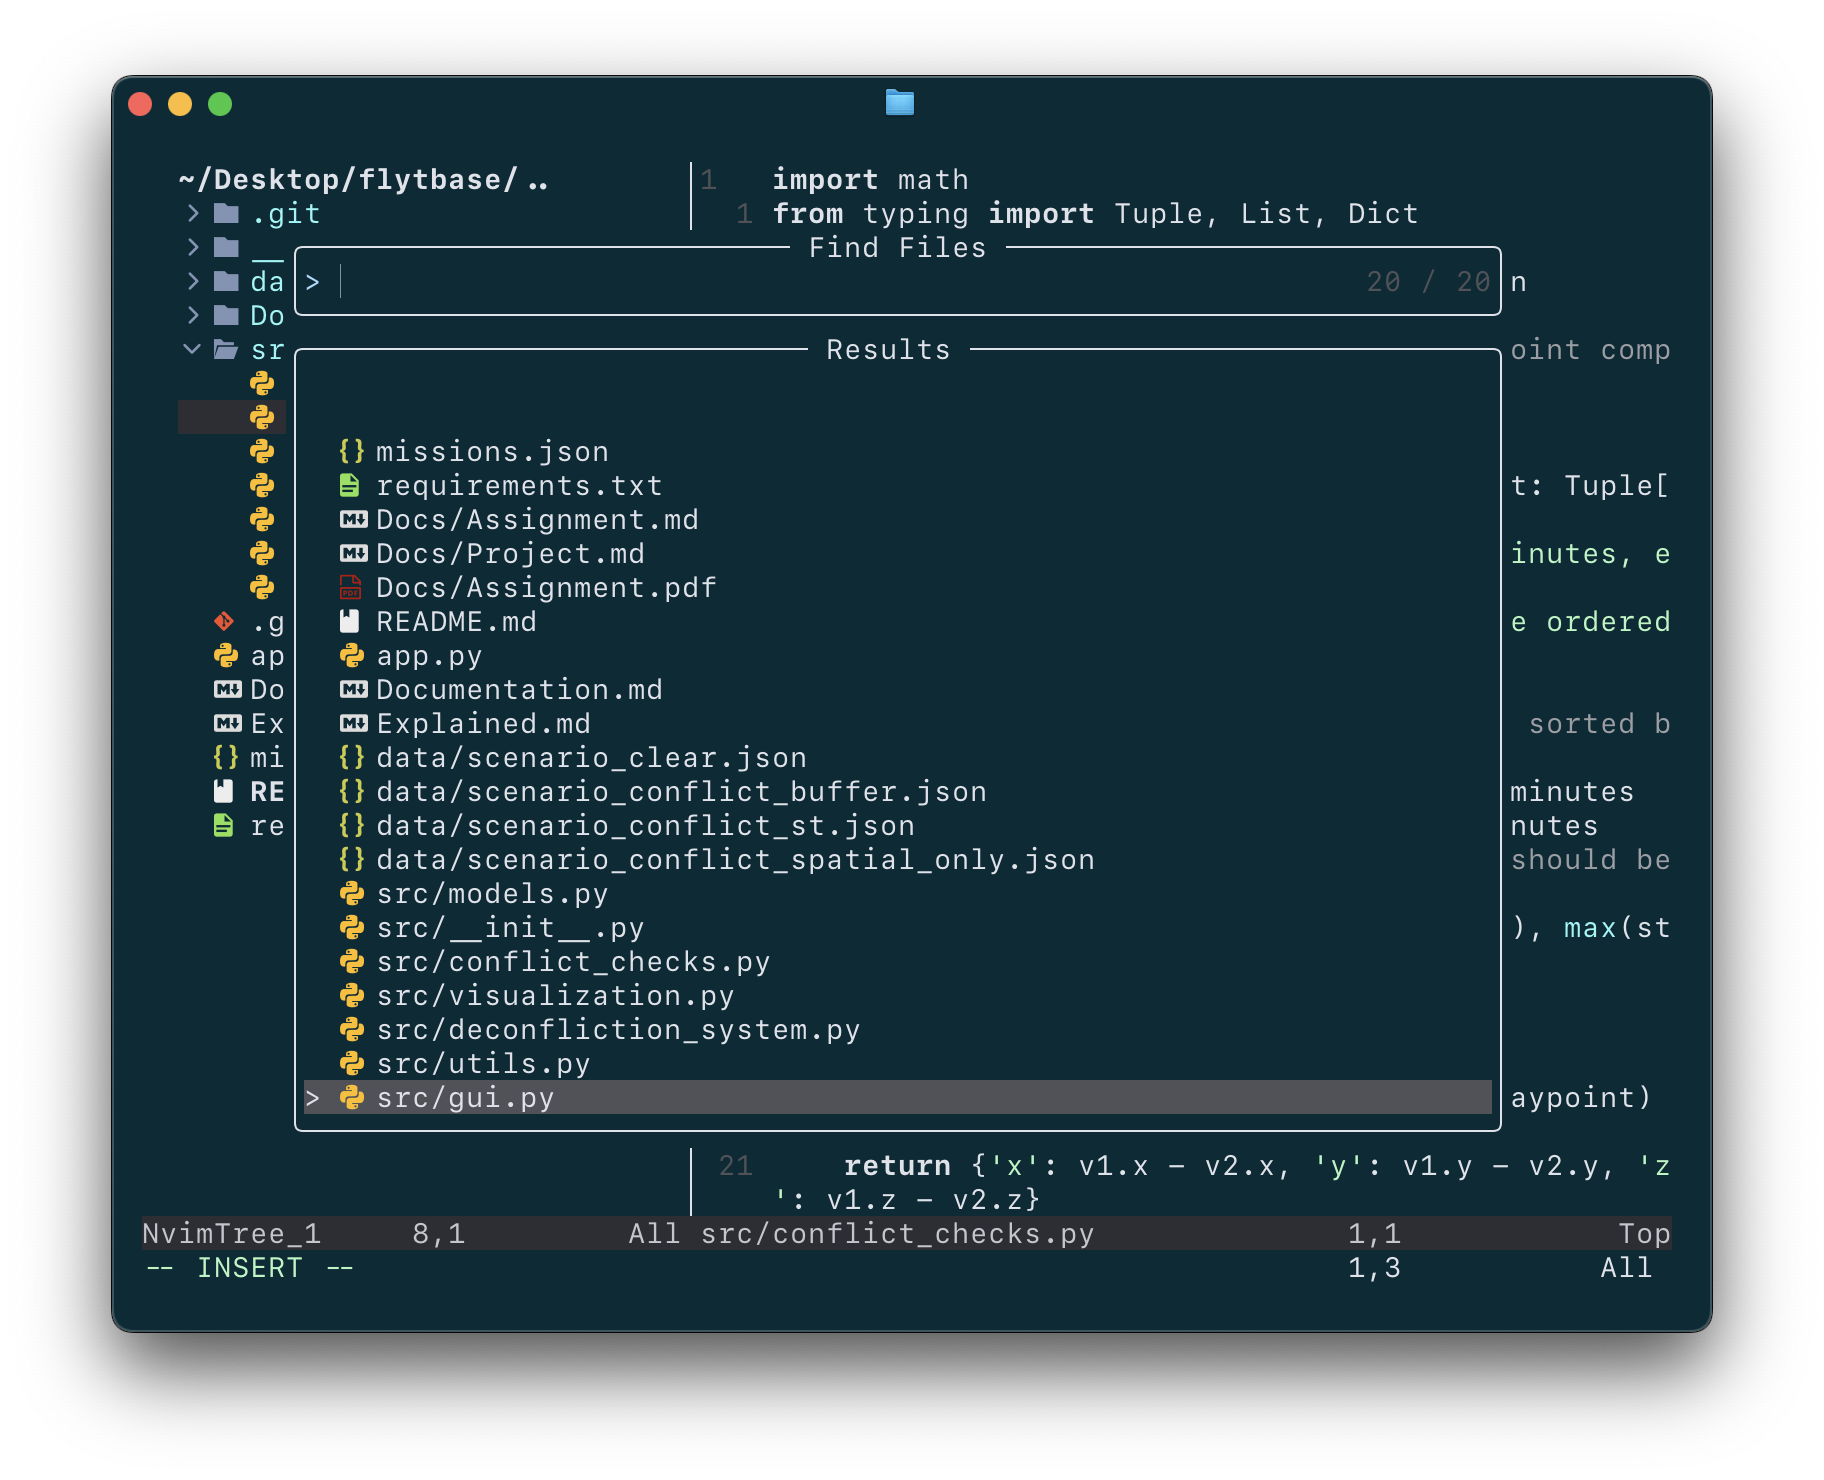 ~/Desktop/flytbase/..
1 import math
.git
1 from typing import Tuple, List, Dict
__
Find Files
da
> 20 / 20
n
Do
sr
Results
oint comp
{} missions.json
requirements.txt
t: Tuple[
Docs/Assignment.md
Docs/Project.md
inutes, e
Docs/Assignment.pdf
.g
README.md
e ordered
ap
app.py
Do
Documentation.md
Ex
Explained.md
sorted b
{} mi
{} data/scenario_clear.json
RE
{} data/scenario_conflict_buffer.json
minutes
re
{} data/scenario_conflict_st.json
nutes
{} data/scenario_conflict_spatial_only.json
should be
src/models.py
src/__init__.py
), max(st
src/conflict_checks.py
src/visualization.py
src/deconfliction_system.py
src/utils.py
> src/gui.py
aypoint)
21 return {'x': v1.x - v2.x, 'y': v1.y - v2.y, 'z
': v1.z - v2.z}
NvimTree_1 8,1 All src/conflict_checks.py 1,1 Top
-- INSERT -- 1,3 All